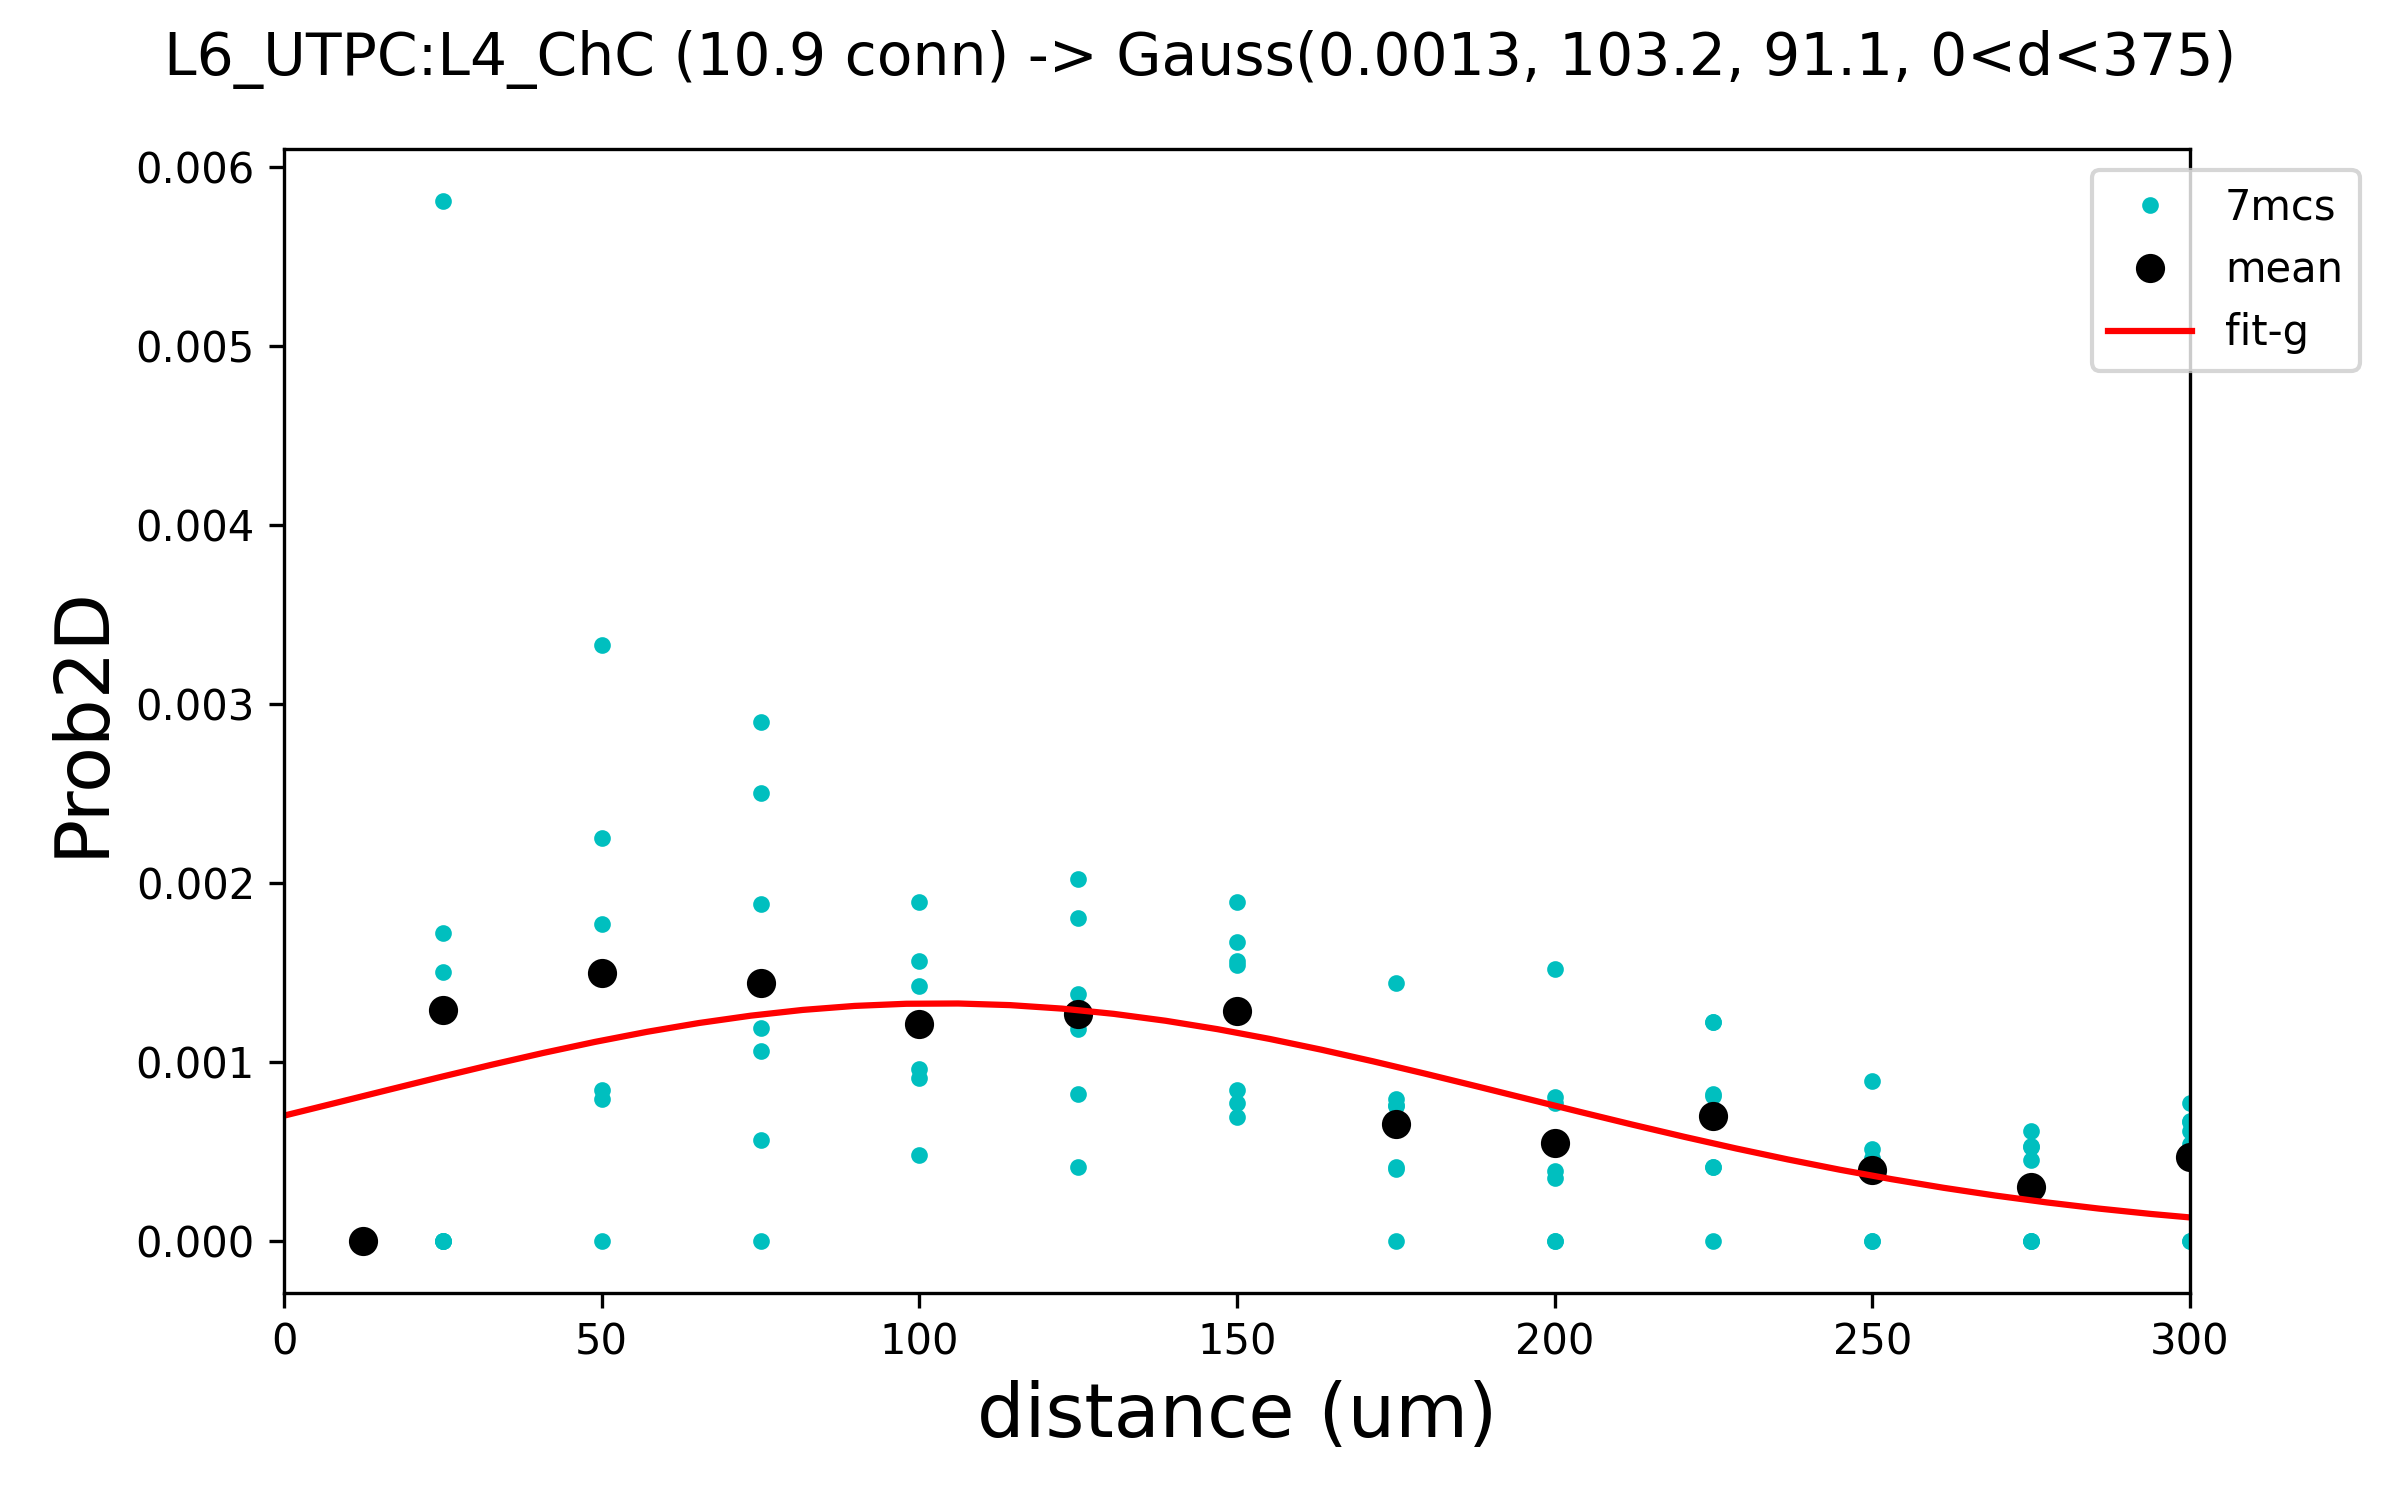 L6_UTPC:L4_ChC (10.9 conn) -> Gauss(0.0013, 103.2, 91.1, 0<d<375)
7mcs
mean
fit-g
0.006
0.005
0.004
0.003
0.002
0.001
0.000
Prob2D
0 50 100 150 200 250 300
distance (um)